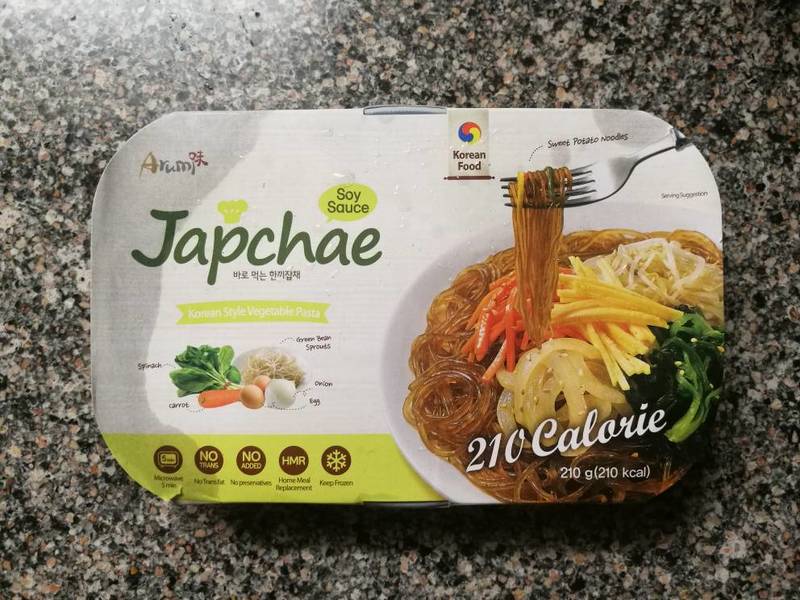 Arum味
Korean
Food
Sweet Potato Noodles
Serving Suggestion
Soy
Sauce
Japchae
바로 먹는 한끼잡채
Korean Style Vegetable Pasta
Spinach
Green Bean
Sprouts
Carrot
Onion
Egg
210 Calorie
210 g(210 kcal)
NO
TRANS
NO
ADDED
HMR
Microwave
5 min
No Trans fat
No preservatives
Home Meal
Replacement
Keep Frozen